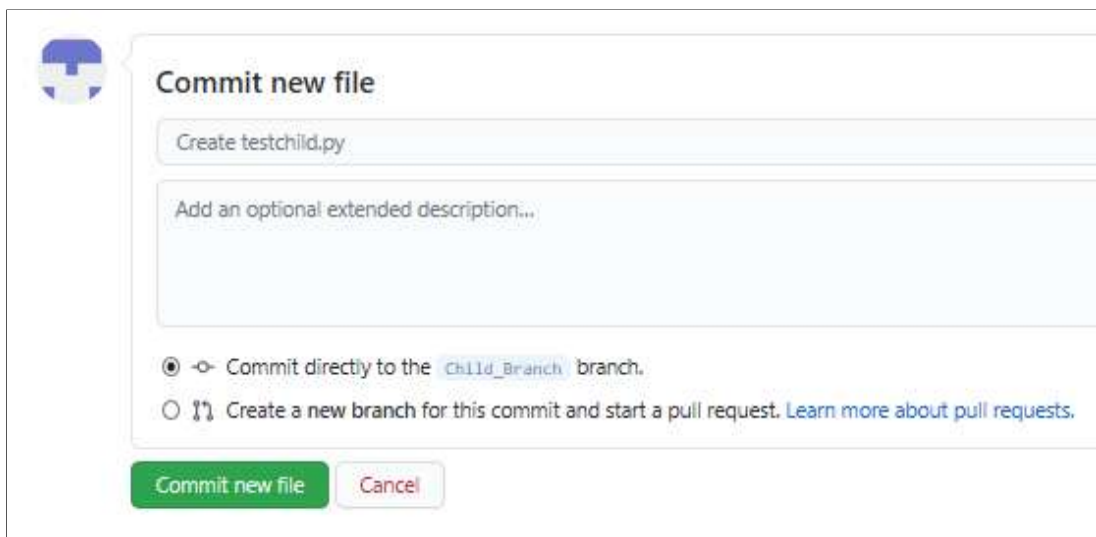 Commit new file
Create testchild.py
Add an optional extended description...
Commit directly to the Child_Branch branch.
Create a new branch for this commit and start a pull request. Learn more about pull requests.
Commit new file
Cancel